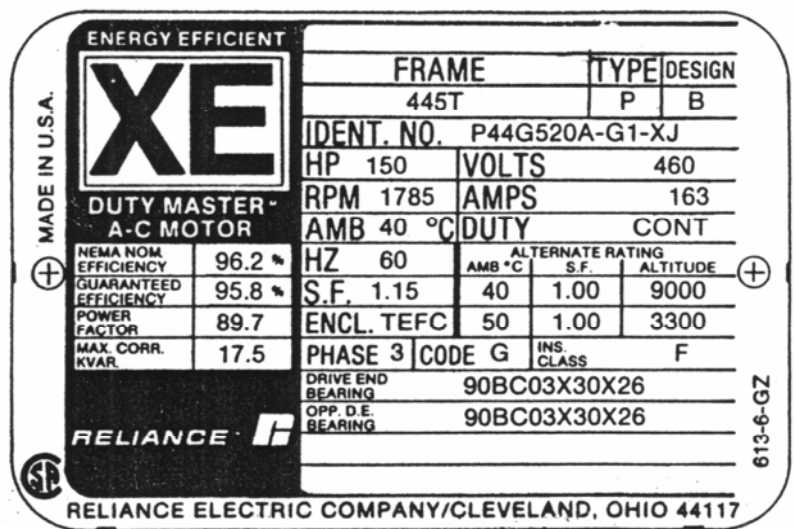 ENERGY EFFICIENT
XE
DUTY MASTER™
A-C MOTOR
NEMA NOM. EFFICIENCY 96.2 %
GUARANTEED EFFICIENCY 95.8 %
POWER FACTOR 89.7
MAX. CORR. KVAR. 17.5
RELIANCE
MADE IN U.S.A.
FRAME TYPE DESIGN
445T P B
IDENT. NO. P44G520A-G1-XJ
HP 150 VOLTS 460
RPM 1785 AMPS 163
AMB 40 °C DUTY CONT
HZ 60 ALTERNATE RATING
AMB °C S.F. ALTITUDE
S.F. 1.15 40 1.00 9000
ENCL. TEFC 50 1.00 3300
PHASE 3 CODE G INS. CLASS F
DRIVE END BEARING 90BC03X30X26
OPP. D.E. BEARING 90BC03X30X26
613-6-GZ
RELIANCE ELECTRIC COMPANY/CLEVELAND, OHIO 44117